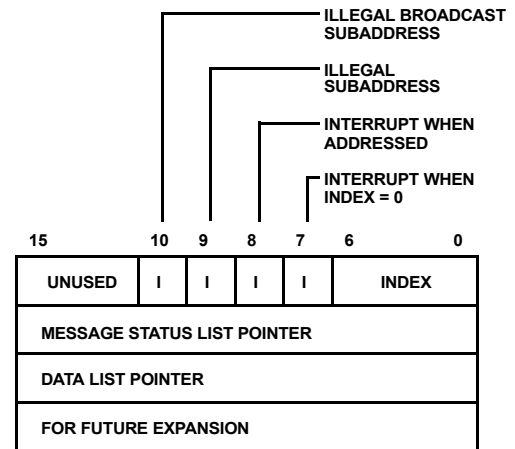 ILLEGAL BROADCAST
SUBADDRESS
ILLEGAL
SUBADDRESS
INTERRUPT WHEN
ADDRESSED
INTERRUPT WHEN
INDEX = 0
15 10 9 8 7 6 0
UNUSED I I I I INDEX
MESSAGE STATUS LIST POINTER
DATA LIST POINTER
FOR FUTURE EXPANSION